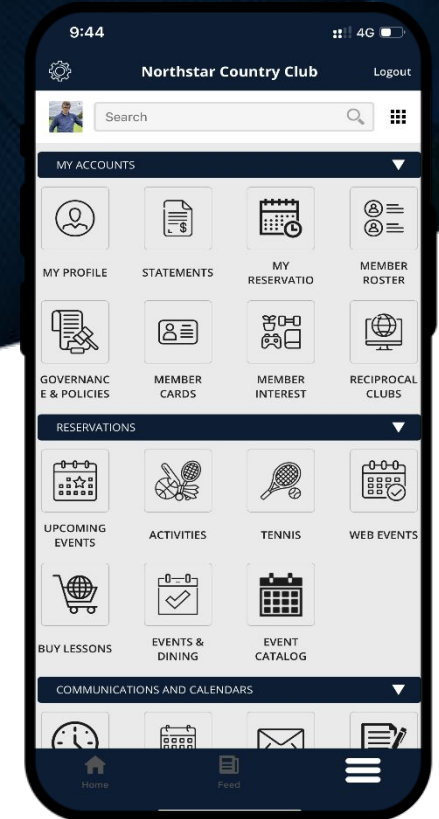 9:44
4G
Northstar Country Club
Logout
Search
MY ACCOUNTS
MY PROFILE
STATEMENTS
MY
RESERVATIO
MEMBER
ROSTER
GOVERNANC
E & POLICIES
MEMBER
CARDS
MEMBER
INTEREST
RECIPROCAL
CLUBS
RESERVATIONS
UPCOMING
EVENTS
ACTIVITIES
TENNIS
WEB EVENTS
BUY LESSONS
EVENTS &
DINING
EVENT
CATALOG
COMMUNICATIONS AND CALENDARS
Home
Feed